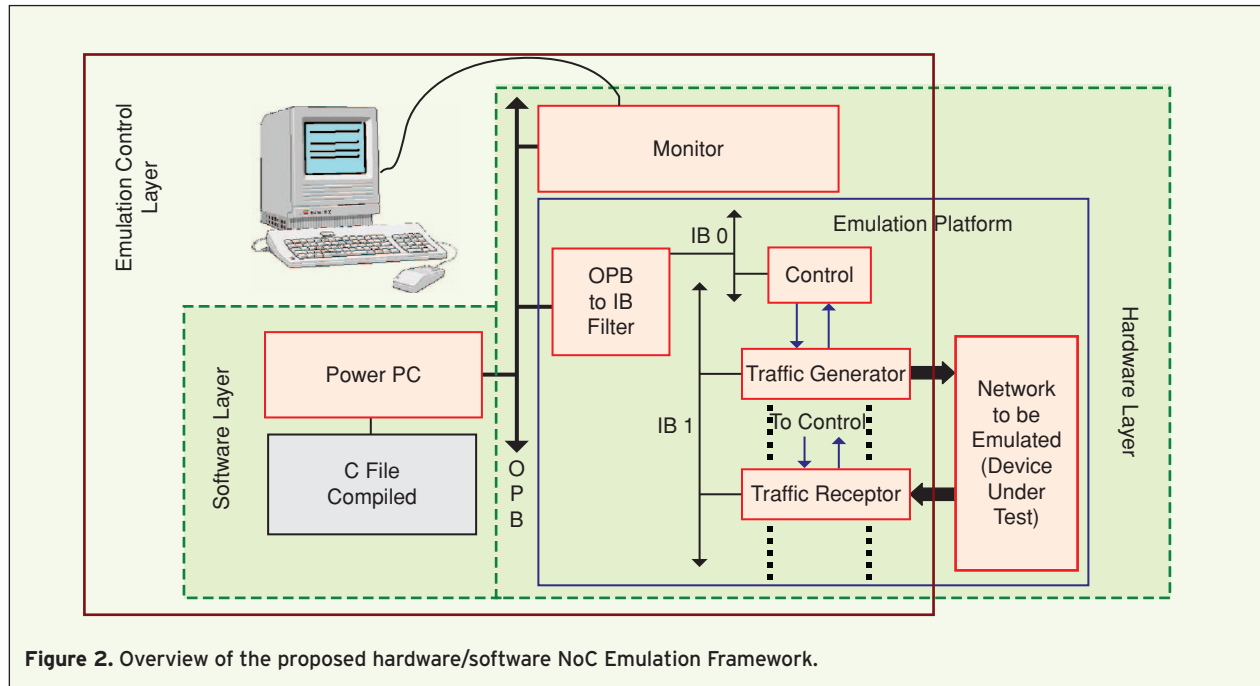 Emulation Control
Layer
Monitor
Emulation Platform
IB 0
OPB
to IB
Filter
Control
IB 1
Power PC
Traffic Generator
Network
to be
Emulated
(Device
Under
Test)
Hardware Layer
Software Layer
To Control
C File
Compiled
O
P
B
Traffic Receptor
Figure 2. Overview of the proposed hardware/software NoC Emulation Framework.